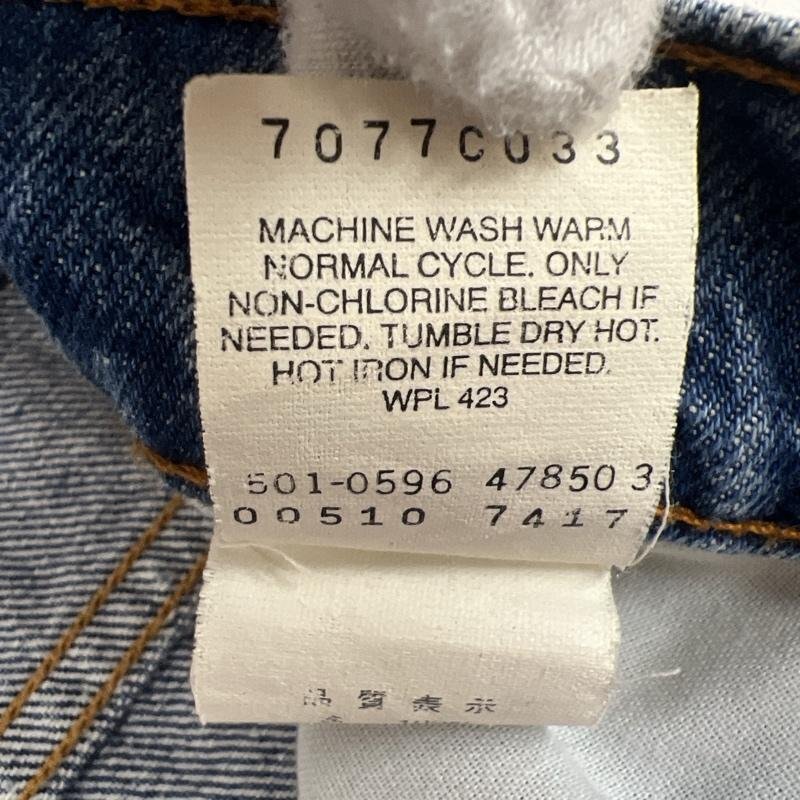 7077C033
MACHINE WASH WARM
NORMAL CYCLE. ONLY
NON-CHLORINE BLEACH IF
NEEDED. TUMBLE DRY HOT.
HOT IRON IF NEEDED.
WPL 423
501-0596 47850 3
00510 7417
品質表示